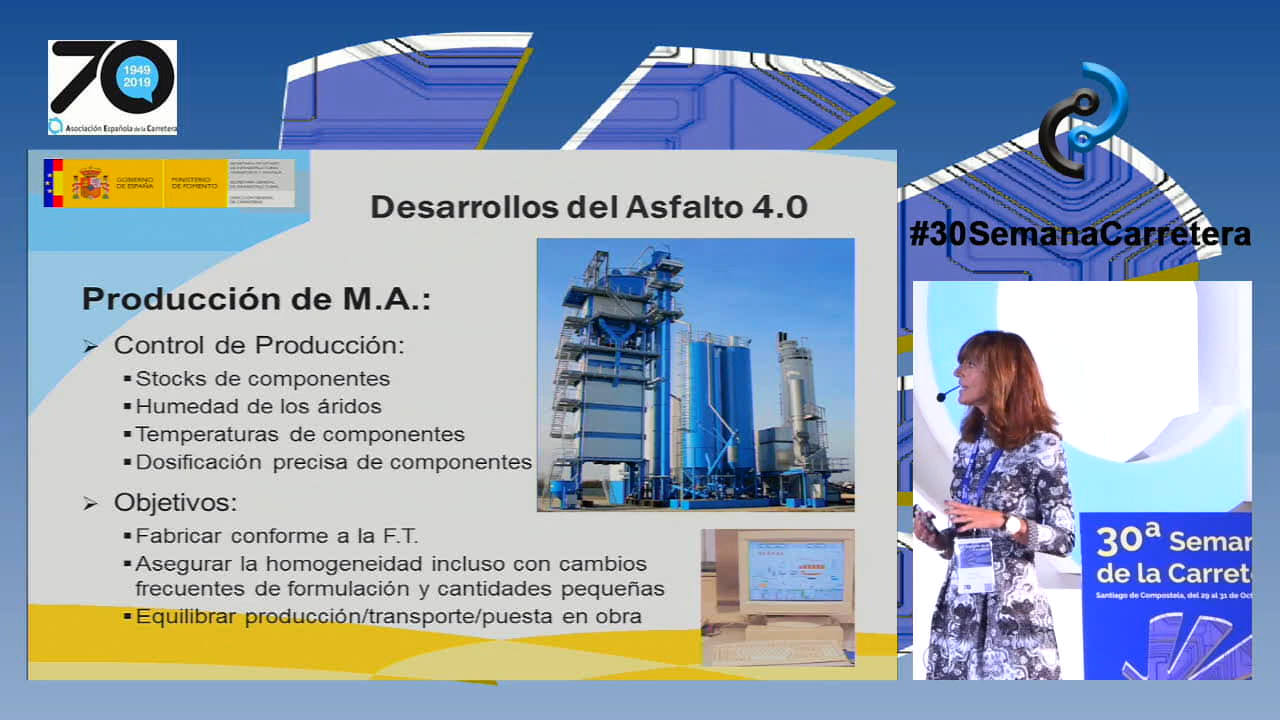 70
1949
2019
Asociación Española de la Carretera
GOBIERNO
DE ESPAÑA
MINISTERIO
DE FOMENTO
Desarrollos del Asfalto 4.0
Producción de M.A.:
Control de Producción:
Stocks de componentes
Humedad de los áridos
Temperaturas de componentes
Dosificación precisa de componentes
Objetivos:
Fabricar conforme a la F.T.
Asegurar la homogeneidad incluso con cambios
frecuentes de formulación y cantidades pequeñas
Equilibrar producción/transporte/puesta en obra
#30SemanaCarretera
30ª Semar
de la Carret
Santiago de Compostela, del 29 al 31 de Oct